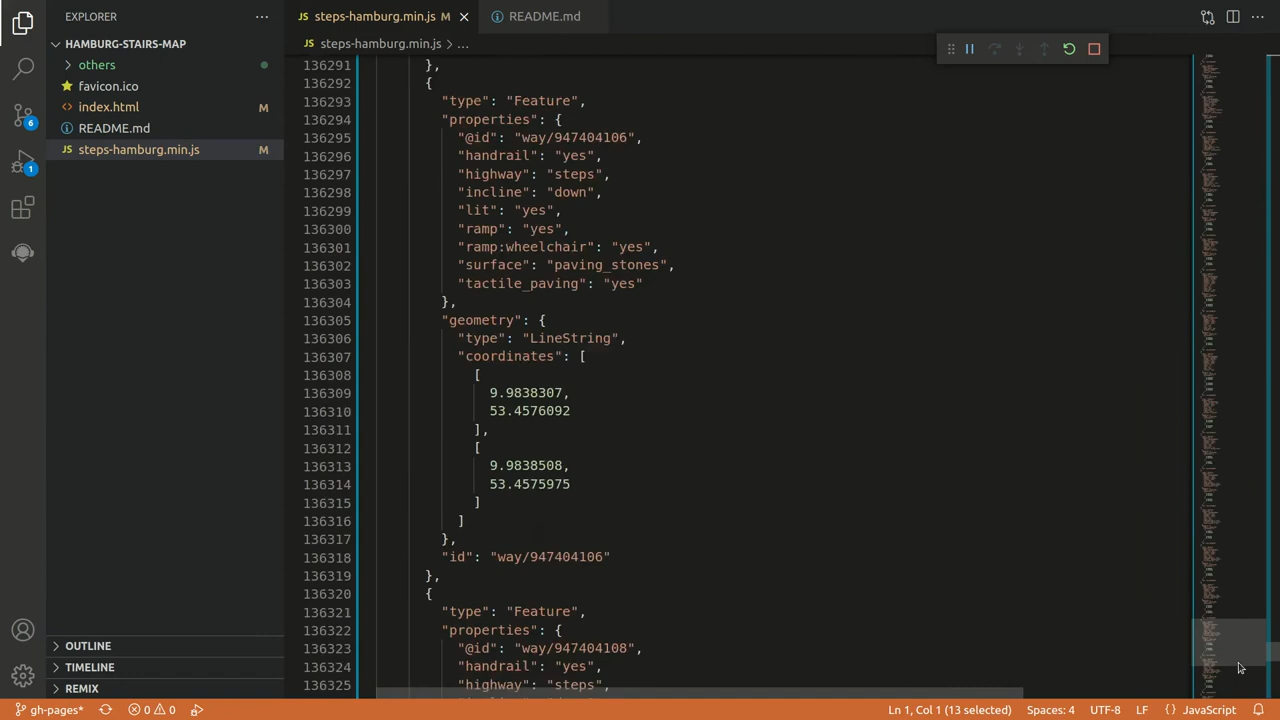 EXPLORER
steps-hamburg.min.js M
README.md
HAMBURG-STAIRS-MAP
steps-hamburg.min.js > ...
others
favicon.ico
index.html M
README.md
steps-hamburg.min.js M
6
1
136291 },
136292 {
136293 "type": "Feature",
136294 "properties": {
136295 "@id": "way/947404106",
136296 "handrail": "yes",
136297 "highway": "steps",
136298 "incline": "down",
136299 "lit": "yes",
136300 "ramp": "yes",
136301 "ramp:wheelchair": "yes",
136302 "surface": "paving_stones",
136303 "tactile_paving": "yes"
136304 },
136305 "geometry": {
136306 "type": "LineString",
136307 "coordinates": [
136308 [
136309 9.9838307,
136310 53.4576092
136311 ],
136312 [
136313 9.9838508,
136314 53.4575975
136315 ]
136316 ]
136317 },
136318 "id": "way/947404106"
136319 },
136320 {
136321 "type": "Feature",
136322 "properties": {
136323 "@id": "way/947404108",
136324 "handrail": "yes",
136325 "highway": "steps",
OUTLINE
TIMELINE
REMIX
gh-pages*
0 0
Ln 1, Col 1 (13 selected)
Spaces: 4
UTF-8
LF
{ } JavaScript